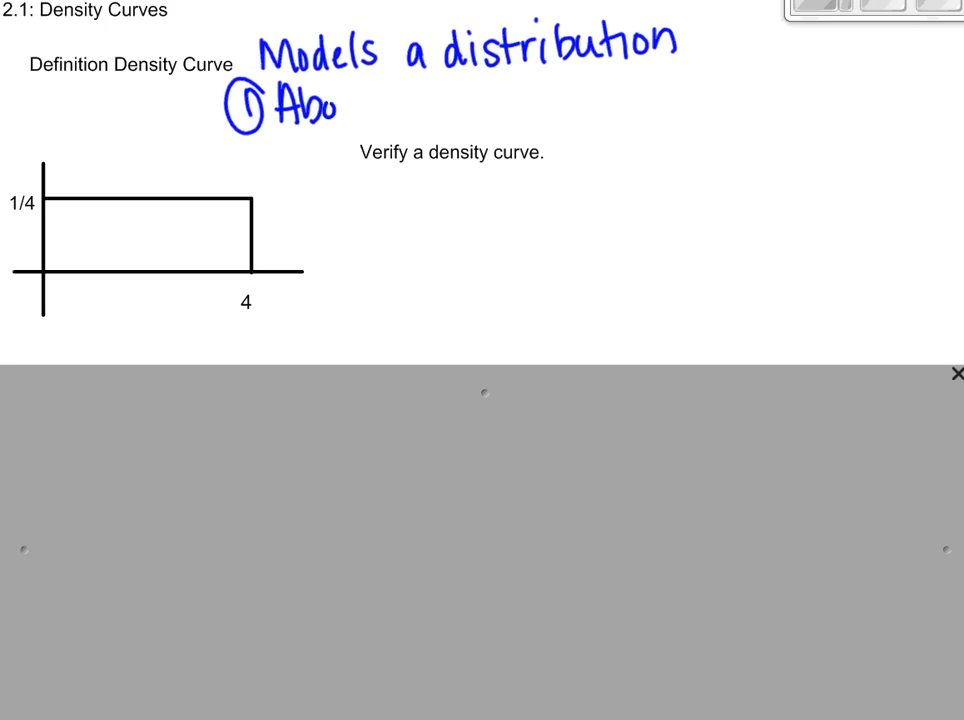 2.1: Density Curves
Definition Density Curve Models a distribution
① Abo
Verify a density curve.
1/4
4